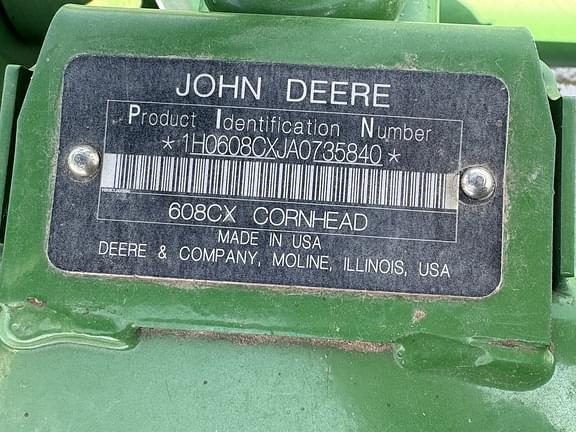 JOHN DEERE
Product Identification Number
*1H0608CXJA0735840*
608CX CORNHEAD
MADE IN USA
DEERE & COMPANY, MOLINE, ILLINOIS, USA